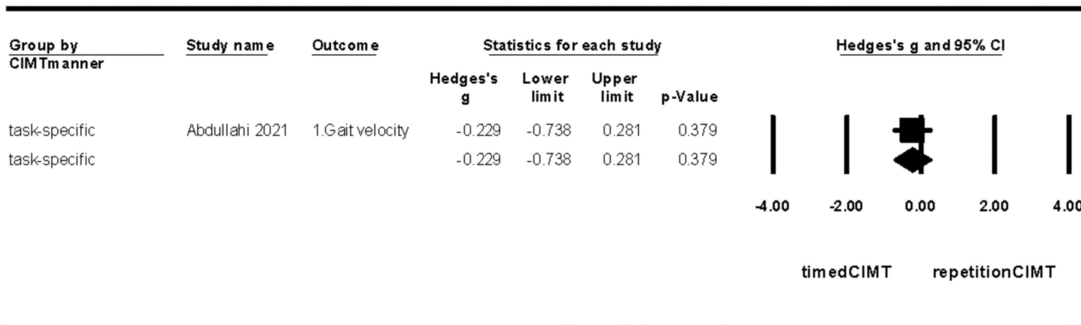 Group by Study name Outcome Statistics for each study Hedges's g and 95% CI
CIMTmanner
Hedges's Lower Upper
g limit limit p-Value
task-specific Abdullahi 2021 1.Gait velocity -0.229 -0.738 0.281 0.379
task-specific -0.229 -0.738 0.281 0.379
-4.00 -2.00 0.00 2.00 4.00
timedCIMT repetitionCIMT